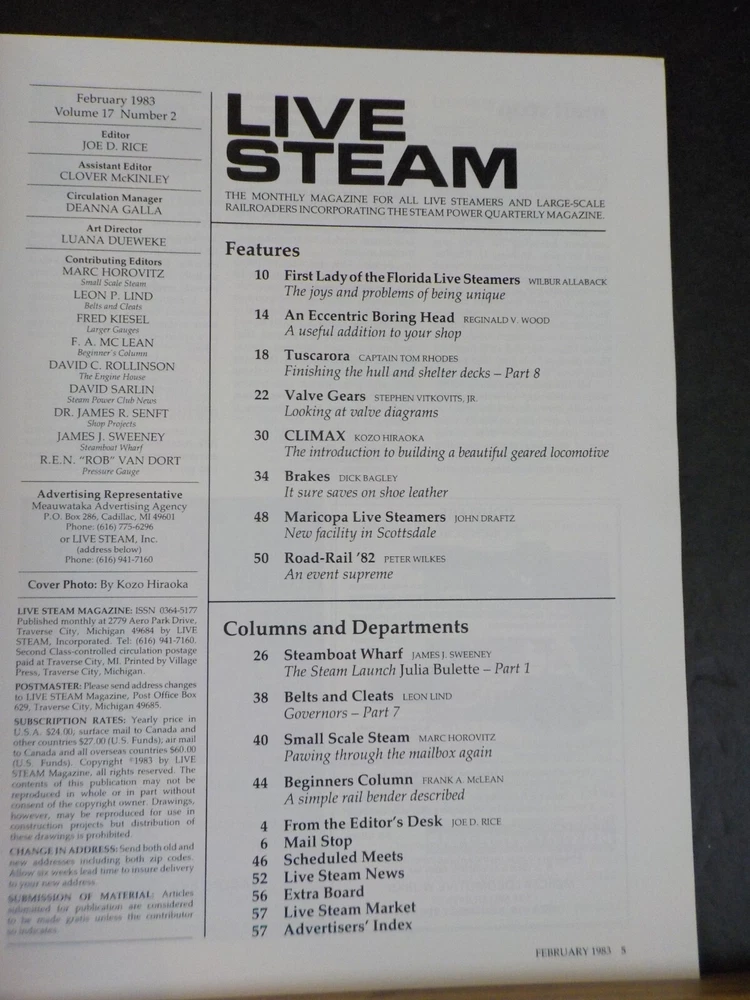 February 1983
Volume 17 Number 2
Editor
JOE D. RICE
Assistant Editor
CLOVER McKINLEY
Circulation Manager
DEANNA GALLA
Art Director
LUANA DUEWEKE
Contributing Editors
MARC HOROVITZ
Small Scale Steam
LEON P. LIND
Belts and Cleats
FRED KIESEL
Larger Gauges
F. A. MC LEAN
Beginner's Column
DAVID C. ROLLINSON
The Engine House
DAVID SARLIN
Steam Power Club News
DR. JAMES R. SENFT
Shop Projects
JAMES J. SWEENEY
Steamboat Wharf
R.E.N. "ROB" VAN DORT
Pressure Gauge
Advertising Representative
Meauwataka Advertising Agency
P.O. Box 286, Cadillac, MI 49601
Phone: (616) 775-6296
or LIVE STEAM, Inc.
(address below)
Phone: (616) 941-7160
Cover Photo: By Kozo Hiraoka
LIVE STEAM MAGAZINE: ISSN 0364-5177
Published monthly at 2779 Aero Park Drive,
Traverse City, Michigan 49684 by LIVE
STEAM, Incorporated. Tel: (616) 941-7160.
Second Class-controlled circulation postage
paid at Traverse City, MI. Printed by Village
Press, Traverse City, Michigan.
POSTMASTER: Please send address changes
to LIVE STEAM Magazine, Post Office Box
629, Traverse City, Michigan 49685.
SUBSCRIPTION RATES: Yearly price in
U.S.A. $24.00, surface mail to Canada and
other countries $27.00 (U.S. Funds); air mail
to Canada and all overseas countries $60.00
(U.S. Funds). Copyright ©1983 by LIVE
STEAM Magazine, all rights reserved. The
contents of this publication may not be
reproduced in whole or in part without
consent of the copyright owner. Drawings,
however, may be reproduced for use in
construction projects but distribution of
these drawings is prohibited.
CHANGE IN ADDRESS: Send both old and
new addresses including both zip codes.
Allow six weeks lead time to insure delivery
to your new address.
SUBMISSION OF MATERIAL: Articles
submitted for publication are considered
to be made gratis unless the contributor
so indicates.
LIVE
STEAM
THE MONTHLY MAGAZINE FOR ALL LIVE STEAMERS AND LARGE-SCALE
RAILROADERS INCORPORATING THE STEAM POWER QUARTERLY MAGAZINE.
Features
10 First Lady of the Florida Live Steamers WILBUR ALLABACK
The joys and problems of being unique
14 An Eccentric Boring Head REGINALD V. WOOD
A useful addition to your shop
18 Tuscarora CAPTAIN TOM RHODES
Finishing the hull and shelter decks – Part 8
22 Valve Gears STEPHEN VITKOVITS, JR.
Looking at valve diagrams
30 CLIMAX KOZO HIRAOKA
The introduction to building a beautiful geared locomotive
34 Brakes DICK BAGLEY
It sure saves on shoe leather
48 Maricopa Live Steamers JOHN DRAFTZ
New facility in Scottsdale
50 Road-Rail '82 PETER WILKES
An event supreme
Columns and Departments
26 Steamboat Wharf JAMES J. SWEENEY
The Steam Launch Julia Bulette – Part 1
38 Belts and Cleats LEON LIND
Governors – Part 7
40 Small Scale Steam MARC HOROVITZ
Pawing through the mailbox again
44 Beginners Column FRANK A. McLEAN
A simple rail bender described
4 From the Editor's Desk JOE D. RICE
6 Mail Stop
46 Scheduled Meets
52 Live Steam News
56 Extra Board
57 Live Steam Market
57 Advertisers' Index
FEBRUARY 1983 5